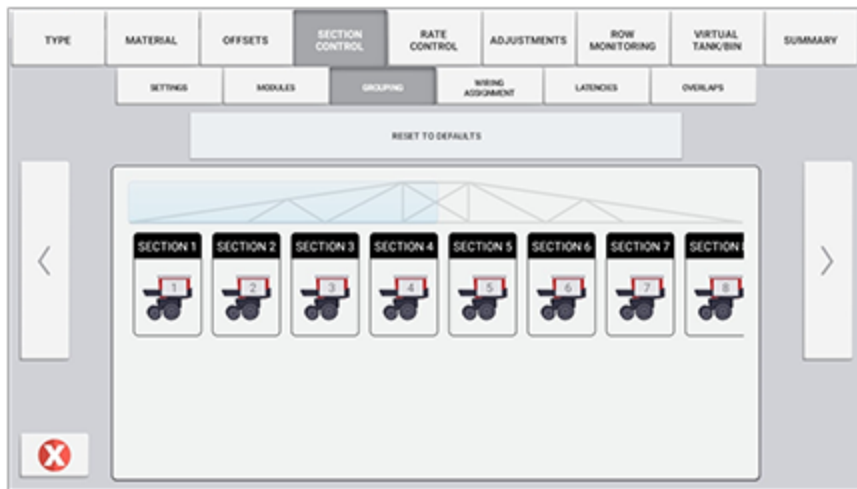 TYPE
MATERIAL
OFFSETS
SECTION
CONTROL
RATE
CONTROL
ADJUSTMENTS
ROW
MONITORING
VIRTUAL
TANK/BIN
SUMMARY
SETTINGS
MODULES
GROUPING
WIRING
ASSIGNMENT
LATENCIES
OVERLAPS
RESET TO DEFAULTS
SECTION 1
SECTION 2
SECTION 3
SECTION 4
SECTION 5
SECTION 6
SECTION 7
SECTION
1
2
3
4
5
6
7
8